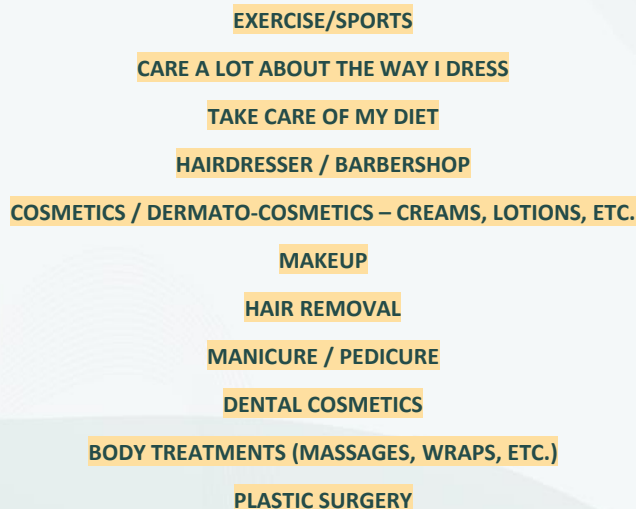 EXERCISE/SPORTS
CARE A LOT ABOUT THE WAY I DRESS
TAKE CARE OF MY DIET
HAIRDRESSER / BARBERSHOP
COSMETICS / DERMATO-COSMETICS – CREAMS, LOTIONS, ETC.
MAKEUP
HAIR REMOVAL
MANICURE / PEDICURE
DENTAL COSMETICS
BODY TREATMENTS (MASSAGES, WRAPS, ETC.)
PLASTIC SURGERY